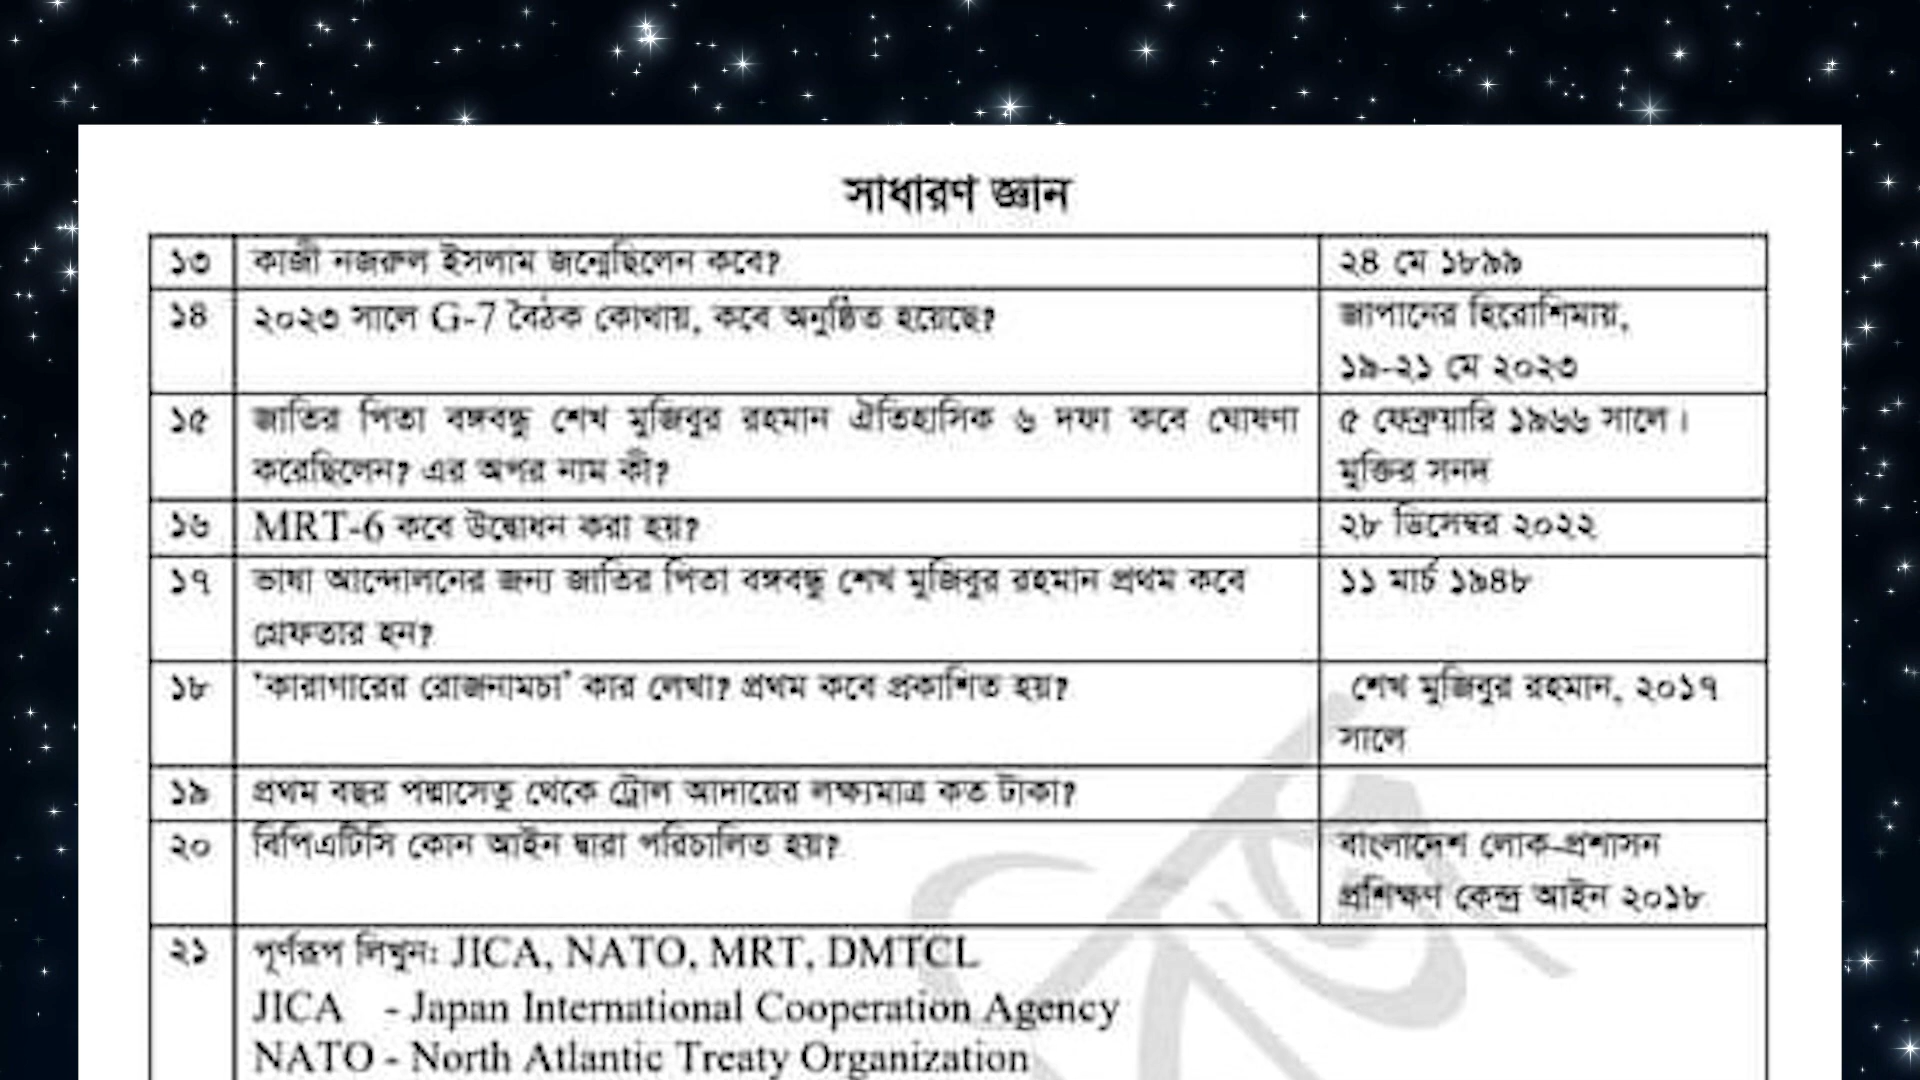 সাধারণ জ্ঞান
১৩ কাজী নজরুল ইসলাম জন্মেছিলেন কবে? ২৪ মে ১৮৯৯
১৪ ২০২৩ সালে G-7 বৈঠক কোথায়, কবে অনুষ্ঠিত হয়েছে? জাপানের হিরোশিমায়,
১৯-২১ মে ২০২৩
১৫ জাতির পিতা বঙ্গবন্ধু শেখ মুজিবুর রহমান ঐতিহাসিক ৬ দফা কবে ঘোষণা ৫ ফেব্রুয়ারি ১৯৬৬ সালে।
করেছিলেন? এর অপর নাম কী? মুক্তির সনদ
১৬ MRT-6 কবে উদ্বোধন করা হয়? ২৮ ডিসেম্বর ২০২২
১৭ ভাষা আন্দোলনের জন্য জাতির পিতা বঙ্গবন্ধু শেখ মুজিবুর রহমান প্রথম কবে ১১ মার্চ ১৯৪৮
গ্রেফতার হন?
১৮ 'কারাগারের রোজনামচা' কার লেখা? প্রথম কবে প্রকাশিত হয়? শেখ মুজিবুর রহমান, ২০১৭
সালে
১৯ প্রথম বছর পদ্মাসেতু থেকে ট্রোল আদায়ের লক্ষ্যমাত্র কত টাকা?
২০ বিপিএটিসি কোন আইন দ্বারা পরিচালিত হয়? বাংলাদেশ লোক-প্রশাসন
প্রশিক্ষণ কেন্দ্র আইন ২০১৮
২১ পূর্ণরূপ লিখুন: JICA, NATO, MRT, DMTCL
JICA - Japan International Cooperation Agency
NATO - North Atlantic Treaty Organization